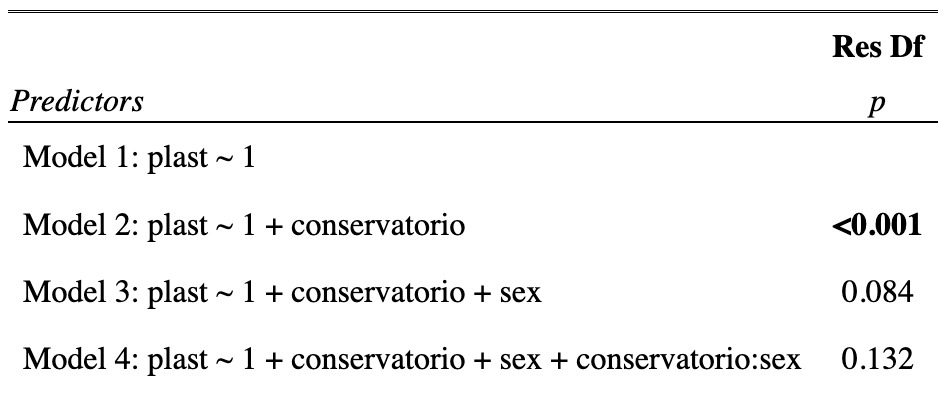 Res Df
Predictors p
Model 1: plast ~ 1
Model 2: plast ~ 1 + conservatorio <0.001
Model 3: plast ~ 1 + conservatorio + sex 0.084
Model 4: plast ~ 1 + conservatorio + sex + conservatorio:sex 0.132